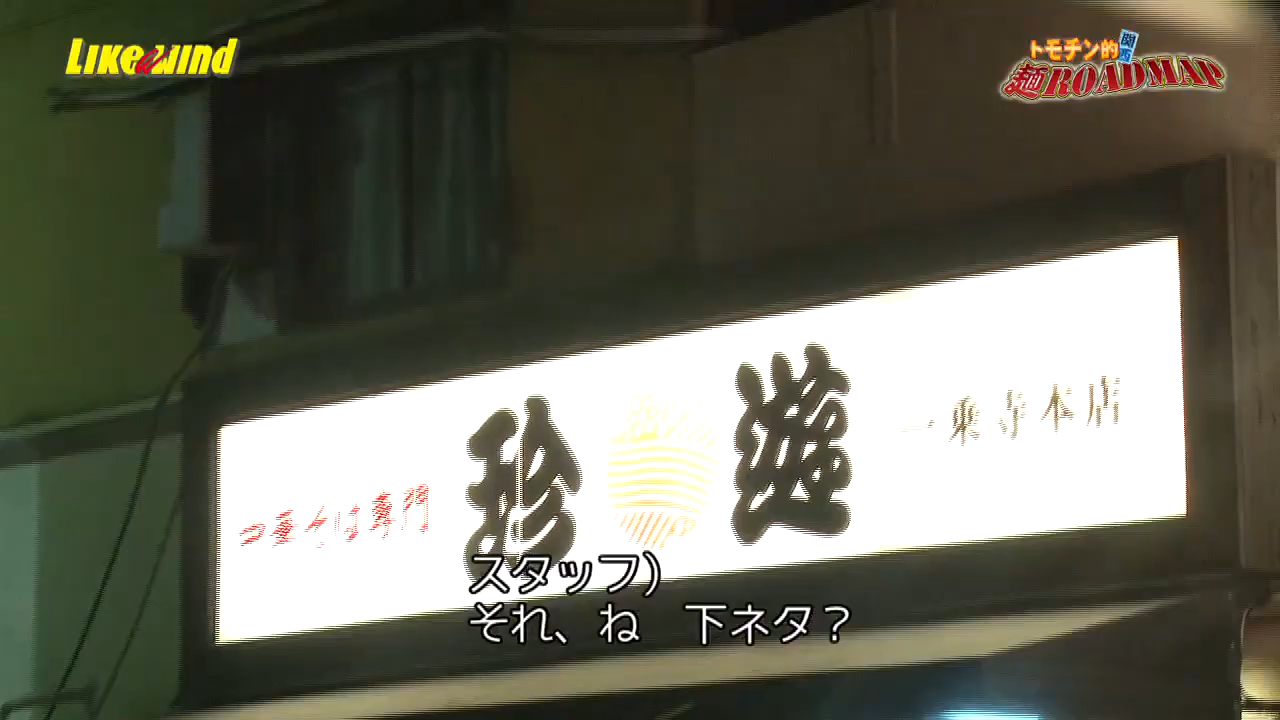 LIKE a WIND
トモチン的
関西
麺ROADMAP
中華そば専門
珍遊
一乗寺本店
スタッフ)
それ、ね 下ネタ?